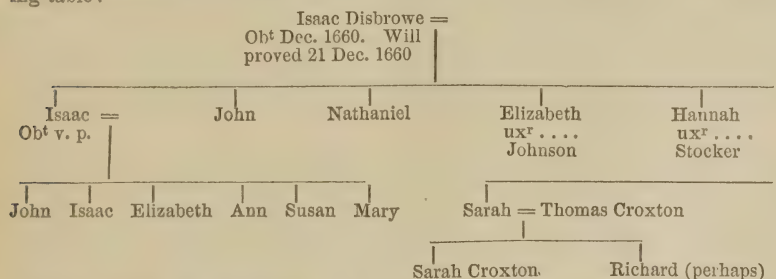 ing table:
Isaac Disbrowe =
Obᵗ Dec. 1660. Will
proved 21 Dec. 1660
Isaac = John Nathaniel Elizabeth Hannah
Obᵗ v. p. uxʳ .... uxʳ ....
Johnson Stocker
John Isaac Elizabeth Ann Susan Mary Sarah = Thomas Croxton
Sarah Croxton. Richard (perhaps)